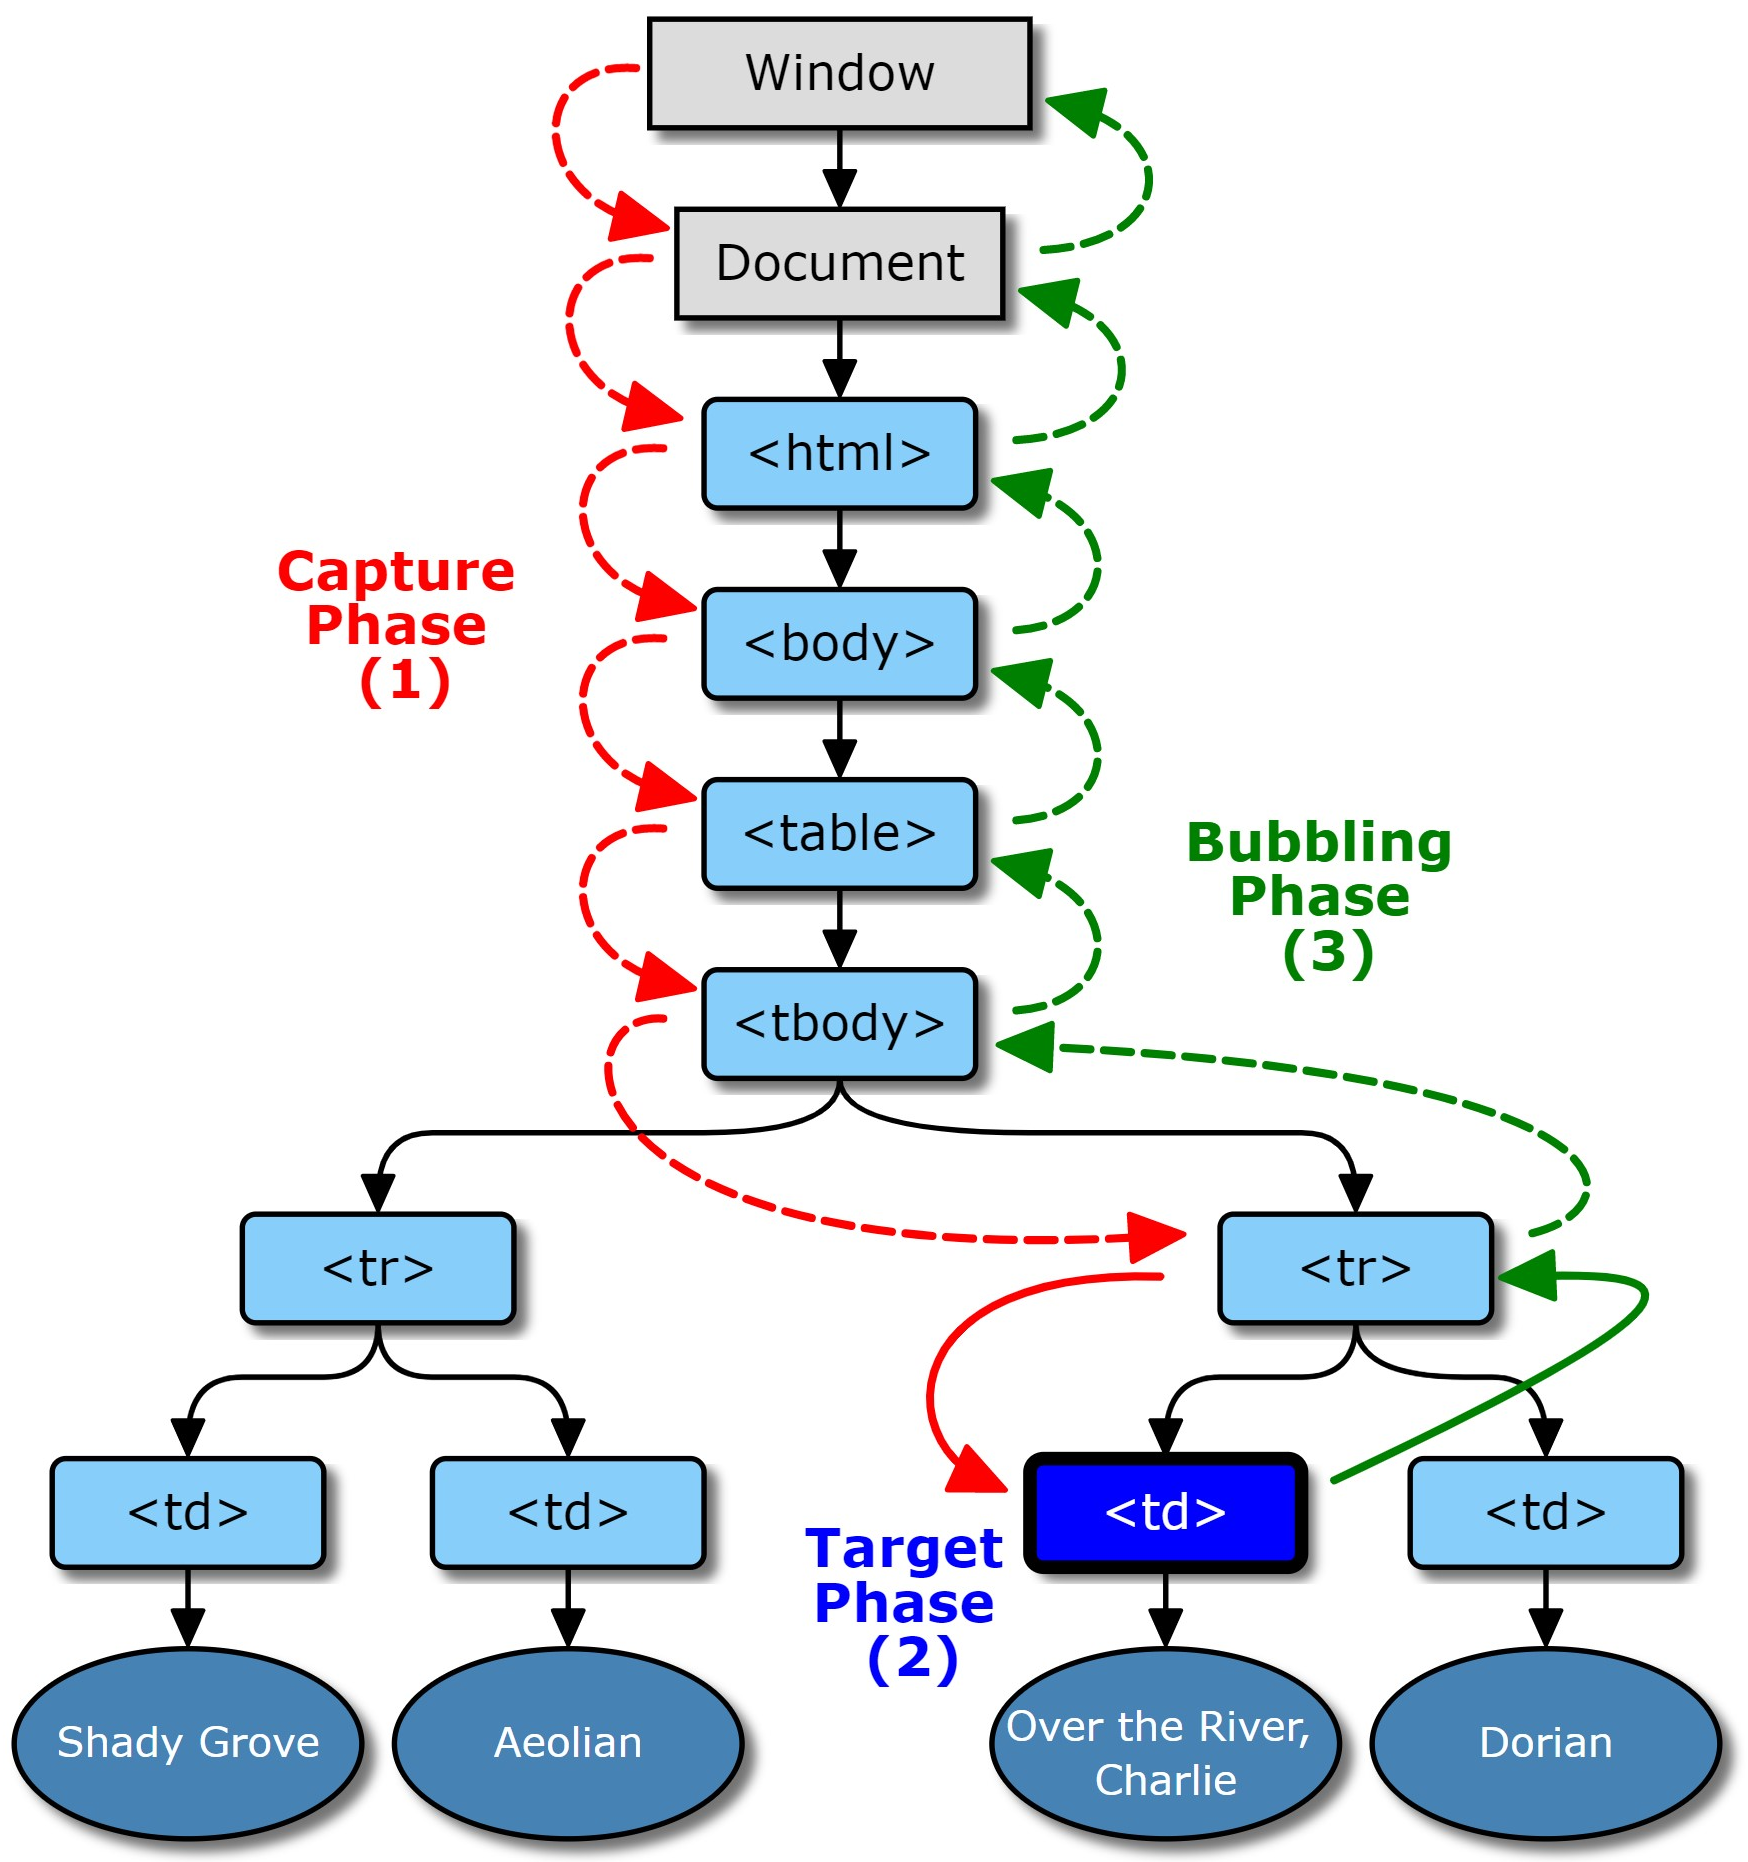 Window
Document
<html>
Capture
Phase
(1)
<body>
<table>
Bubbling
Phase
(3)
<tbody>
<tr>
<tr>
<td>
<td>
<td>
<td>
Target
Phase
(2)
Shady Grove
Aeolian
Over the River,
Charlie
Dorian